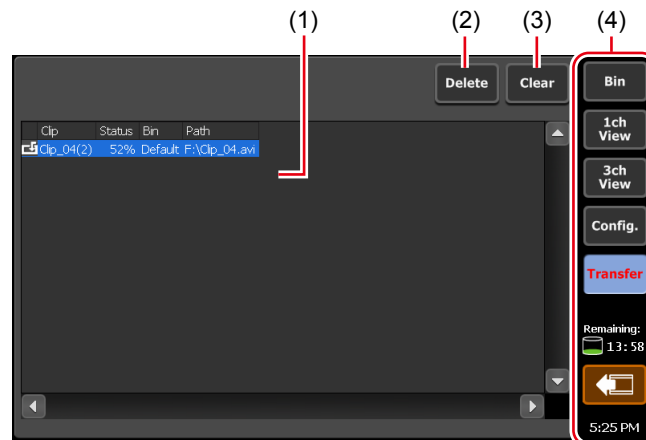 (1) (2) (3) (4)
Delete Clear Bin
Clip Status Bin Path
Clip_04(2) 52% Default F:\Clip_04.avi
1ch
View
3ch
View
Config.
Transfer
Remaining:
13:58
5:25 PM